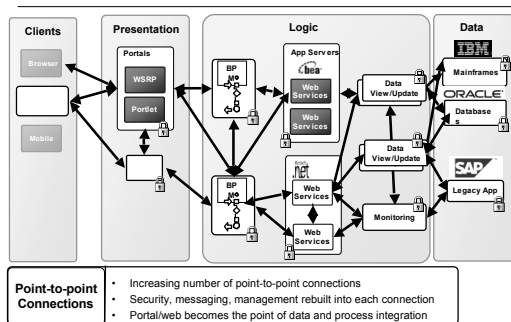 Clients
Presentation
Logic
Data
Browser
Mobile
Portals
WSRP
Portlet
BP
M
BP
M
App Servers
bea
Web
Services
Web
Services
.net
Web
Services
Web
Services
Data
View/Update
Data
View/Update
Monitoring
IBM
Mainframes
ORACLE
Database
s
SAP
Legacy App
Point-to-point
Connections
• Increasing number of point-to-point connections
• Security, messaging, management rebuilt into each connection
• Portal/web becomes the point of data and process integration